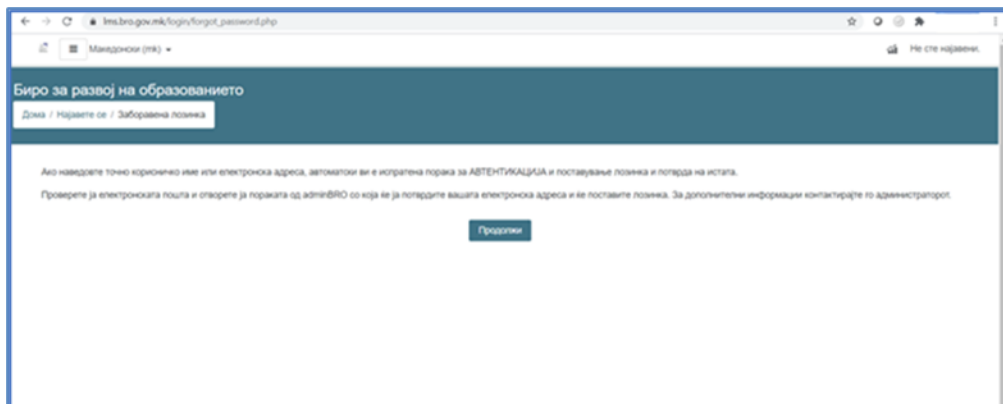 lms.bro.gov.mk/login/forgot_password.php
Македонски (mk)
Не сте најавени.
Биро за развој на образованието
Дома / Најавете се / Заборавена лозинка
Ако наведовте точно корисничко име или електронска адреса, автоматски ви е испратена порака за АВТЕНТИКАЦИЈА и поставување лозинка и потврда на истата.
Проверете ја електронската пошта и отворете ја пораката од adminBRO со која ќе ја потврдите вашата електронска адреса и ќе поставите лозинка. За дополнителни информации контактирајте го администраторот.
Продолжи